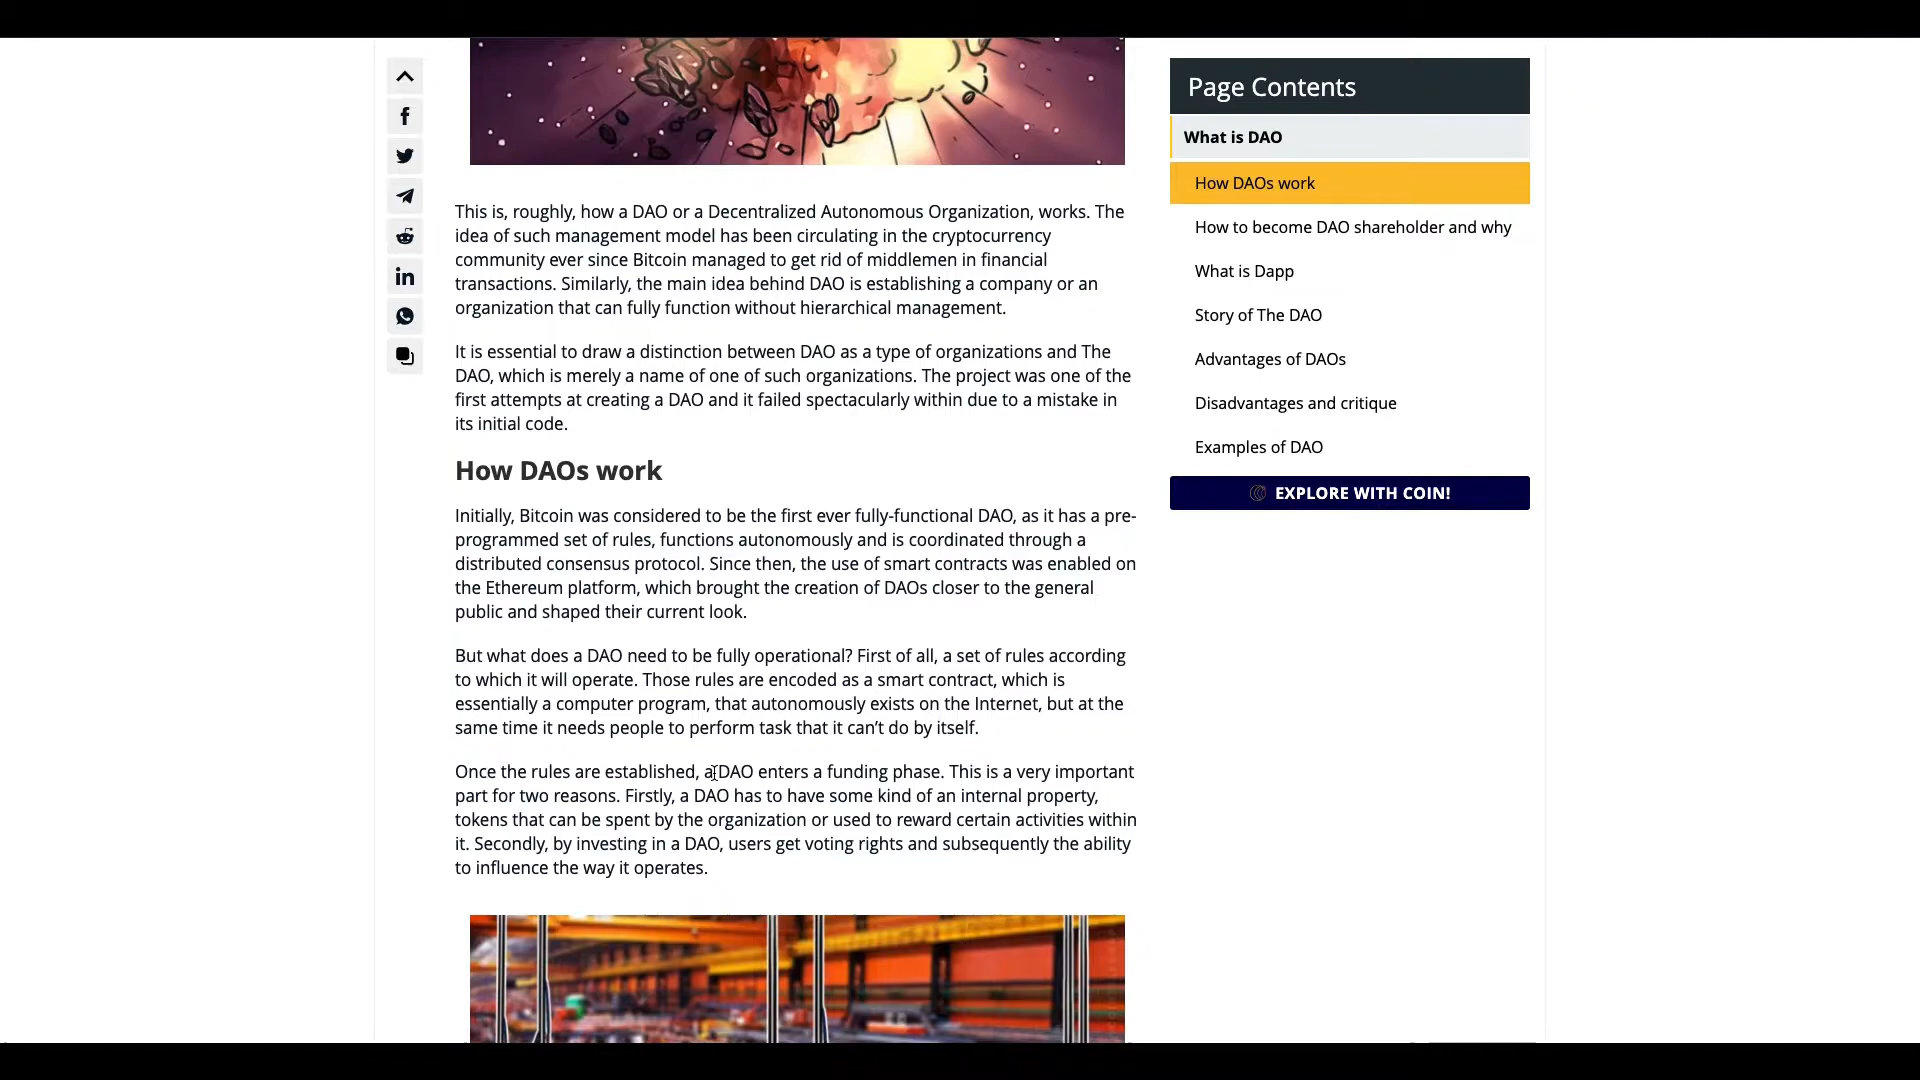 This is, roughly, how a DAO or a Decentralized Autonomous Organization, works. The
idea of such management model has been circulating in the cryptocurrency
community ever since Bitcoin managed to get rid of middlemen in financial
transactions. Similarly, the main idea behind DAO is establishing a company or an
organization that can fully function without hierarchical management.
It is essential to draw a distinction between DAO as a type of organizations and The
DAO, which is merely a name of one of such organizations. The project was one of the
first attempts at creating a DAO and it failed spectacularly within due to a mistake in
its initial code.
How DAOs work
Initially, Bitcoin was considered to be the first ever fully-functional DAO, as it has a pre-
programmed set of rules, functions autonomously and is coordinated through a
distributed consensus protocol. Since then, the use of smart contracts was enabled on
the Ethereum platform, which brought the creation of DAOs closer to the general
public and shaped their current look.
But what does a DAO need to be fully operational? First of all, a set of rules according
to which it will operate. Those rules are encoded as a smart contract, which is
essentially a computer program, that autonomously exists on the Internet, but at the
same time it needs people to perform task that it can’t do by itself.
Once the rules are established, a DAO enters a funding phase. This is a very important
part for two reasons. Firstly, a DAO has to have some kind of an internal property,
tokens that can be spent by the organization or used to reward certain activities within
it. Secondly, by investing in a DAO, users get voting rights and subsequently the ability
to influence the way it operates.
Page Contents
What is DAO
How DAOs work
How to become DAO shareholder and why
What is Dapp
Story of The DAO
Advantages of DAOs
Disadvantages and critique
Examples of DAO
EXPLORE WITH COIN!